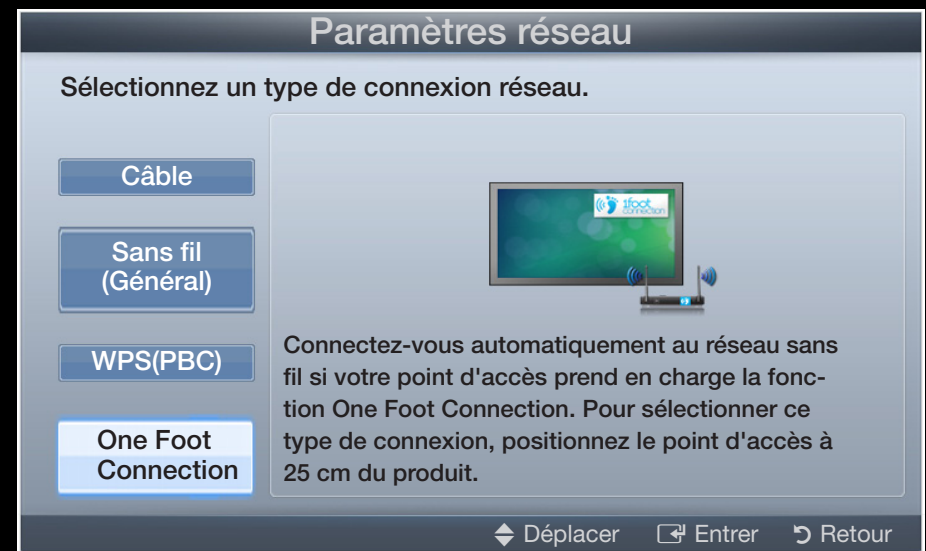 Paramètres réseau
Sélectionnez un type de connexion réseau.
Câble
Sans fil
(Général)
WPS(PBC)
One Foot
Connection
1foot
connection
Connectez-vous automatiquement au réseau sans
fil si votre point d'accès prend en charge la fonc-
tion One Foot Connection. Pour sélectionner ce
type de connexion, positionnez le point d'accès à
25 cm du produit.
Déplacer Entrer Retour